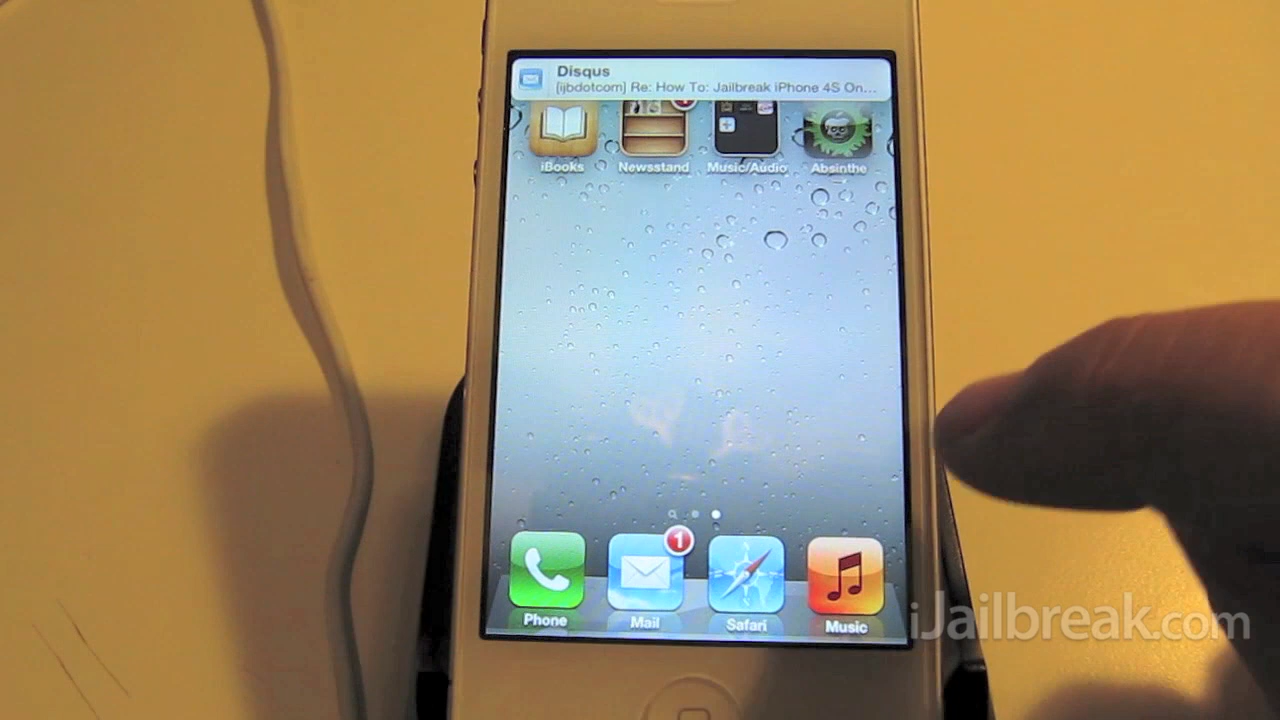 Disqus
[ijbdotcom] Re: How To: Jailbreak iPhone 4S On...
iBooks Newsstand Music/Audio Absinthe
1
Phone Mail Safari Music
iJailbreak.com